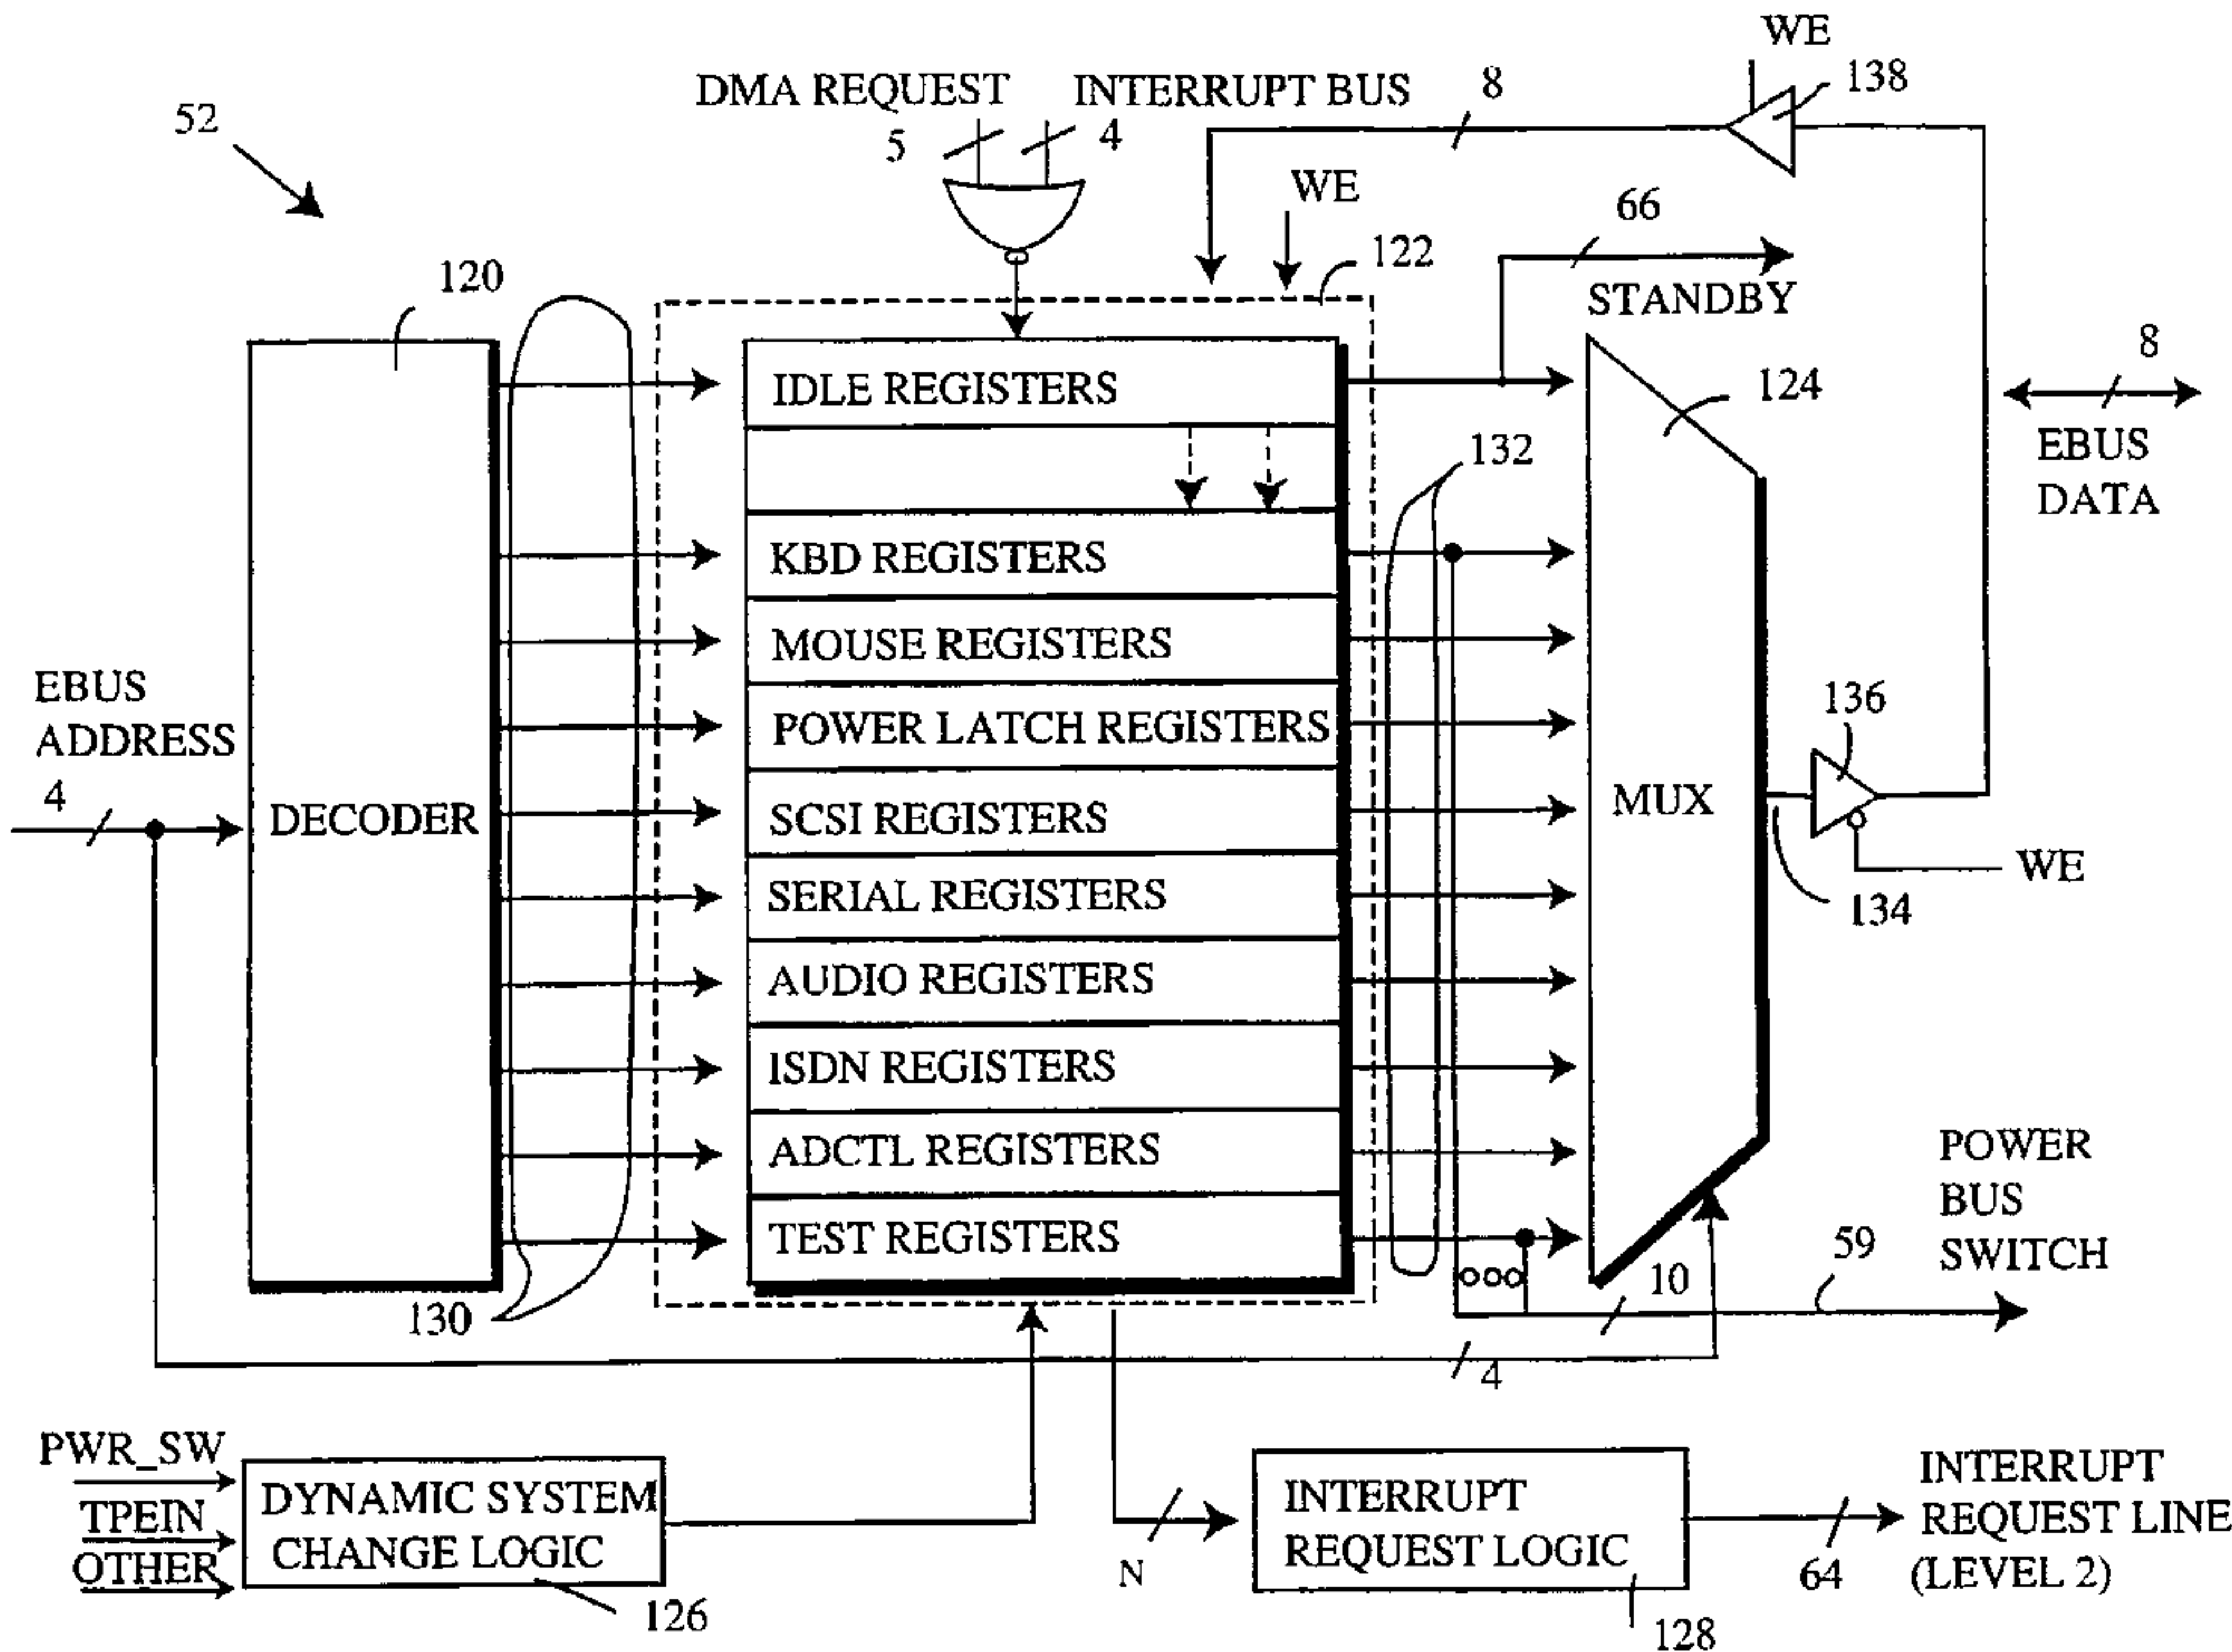 WE
138
DMA REQUEST
INTERRUPT BUS
8
5
4
52
WE
66
122
120
STANDBY
8
IDLE REGISTERS
124
EBUS
DATA
132
KBD REGISTERS
MOUSE REGISTERS
EBUS
ADDRESS
4
POWER LATCH REGISTERS
136
DECODER
SCSI REGISTERS
MUX
WE
SERIAL REGISTERS
134
AUDIO REGISTERS
ISDN REGISTERS
ADCTL REGISTERS
POWER
BUS
SWITCH
TEST REGISTERS
59
10
130
4
PWR_SW
TPEIN
OTHER
DYNAMIC SYSTEM
CHANGE LOGIC
126
N
INTERRUPT
REQUEST LOGIC
128
64
INTERRUPT
REQUEST LINE
(LEVEL 2)